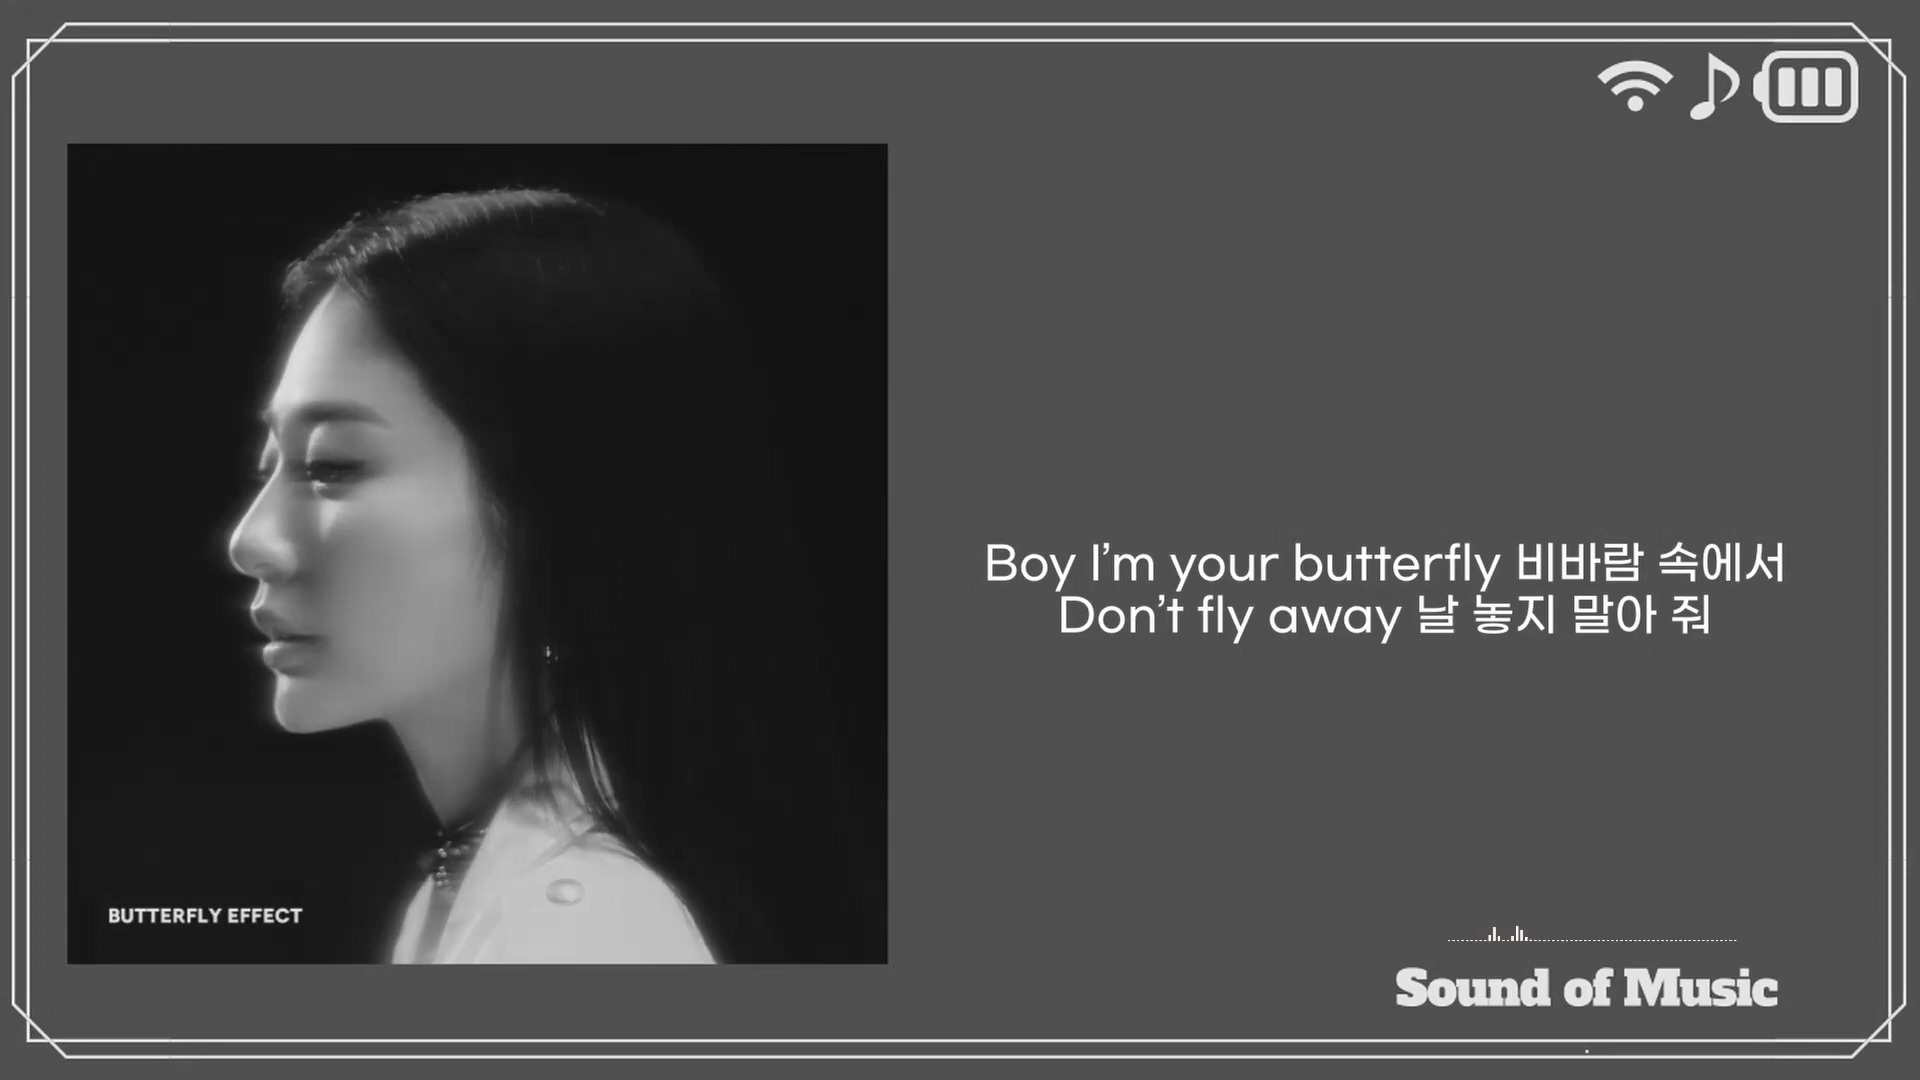 Boy I’m your butterfly 비바람 속에서
Don’t fly away 날 놓지 말아 줘
BUTTERFLY EFFECT
Sound of Music